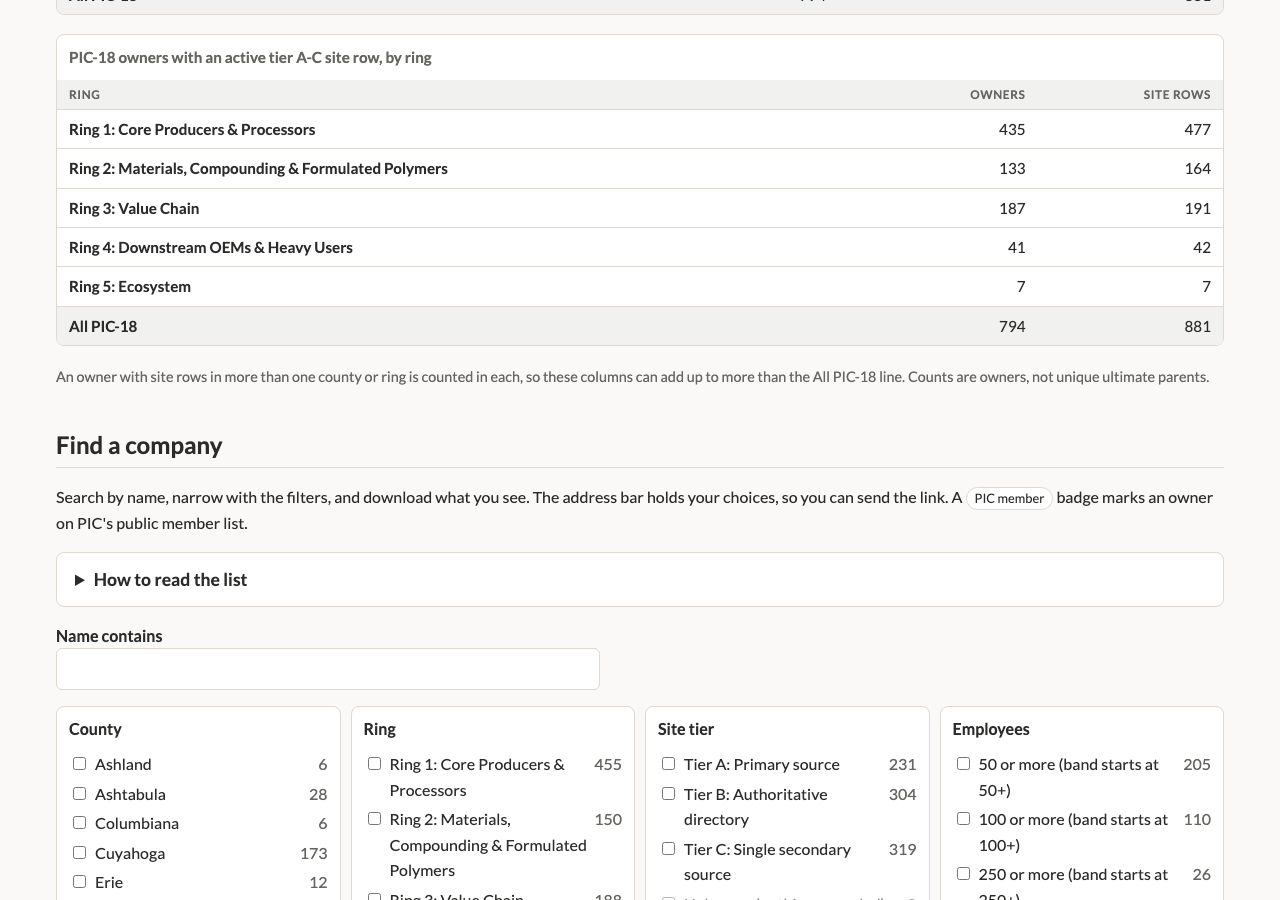 PIC-18 owners with an active tier A-C site row, by ring
RING OWNERS SITE ROWS
Ring 1: Core Producers & Processors 435 477
Ring 2: Materials, Compounding & Formulated Polymers 133 164
Ring 3: Value Chain 187 191
Ring 4: Downstream OEMs & Heavy Users 41 42
Ring 5: Ecosystem 7 7
All PIC-18 794 881
An owner with site rows in more than one county or ring is counted in each, so these columns can add up to more than the All PIC-18 line. Counts are owners, not unique ultimate parents.
Find a company
Search by name, narrow with the filters, and download what you see. The address bar holds your choices, so you can send the link. A PIC member badge marks an owner
on PIC's public member list.
How to read the list
Name contains
County
Ashland 6
Ashtabula 28
Columbiana 6
Cuyahoga 173
Erie 12
Ring
Ring 1: Core Producers & 455
Processors
Ring 2: Materials, 150
Compounding & Formulated
Polymers
Ring 3: Value Chain 188
Site tier
Tier A: Primary source 231
Tier B: Authoritative 304
directory
Tier C: Single secondary 319
source
Employees
50 or more (band starts at 205
50+)
100 or more (band starts at 110
100+)
250 or more (band starts at 26
250+)